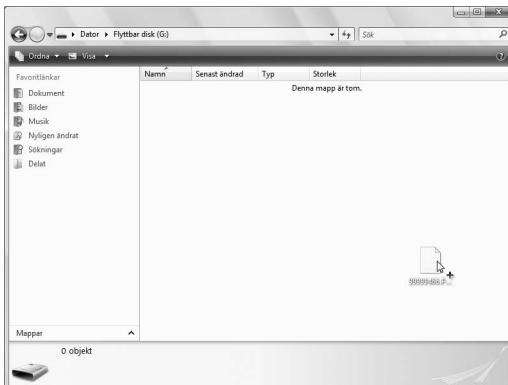 Dator ▸ Flyttbar disk (G:)
Sök
Ordna
Visa
Favoritlänkar
Namn Senast ändrad Typ Storlek
Denna mapp är tom.
Dokument
Bilder
Musik
Nyligen ändrat
Sökningar
Delat
Mappar
0 objekt